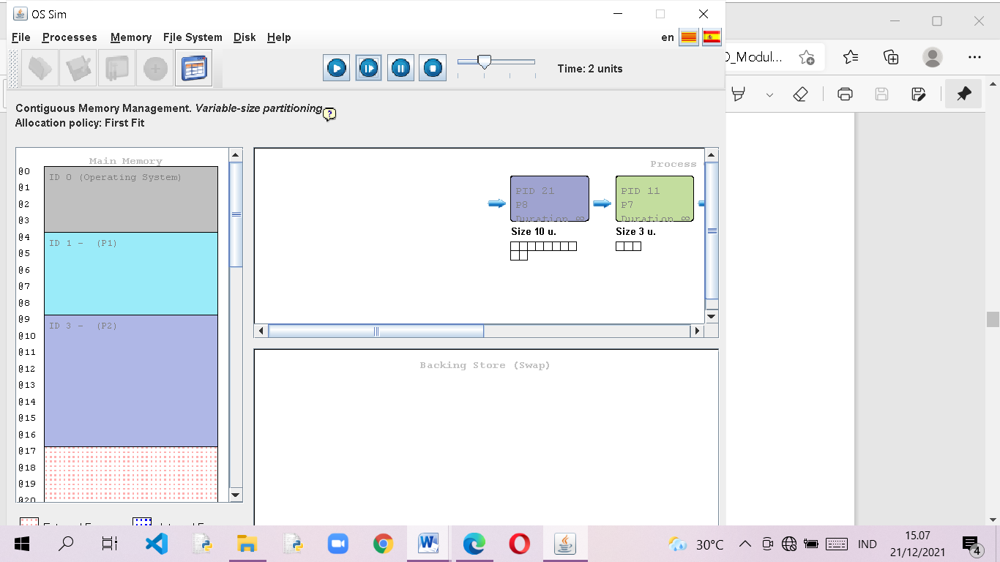 OS Sim
File Processes Memory File System Disk Help
en
Time: 2 units
D_Modul...
Contiguous Memory Management. Variable-size partitioning
Allocation policy: First Fit
Main Memory
@0
ID 0 (Operating System)
@1
@2
@3
@4
ID 1 - (P1)
@5
@6
@7
@8
@9
ID 3 - (P2)
@10
@11
@12
@13
@14
@15
@16
@17
@18
@19
@20
Process
PID 21
P8
Duration ∞
Size 10 u.
PID 11
P7
Duration ∞
Size 3 u.
Backing Store (Swap)
30°C
IND
15.07
21/12/2021
4